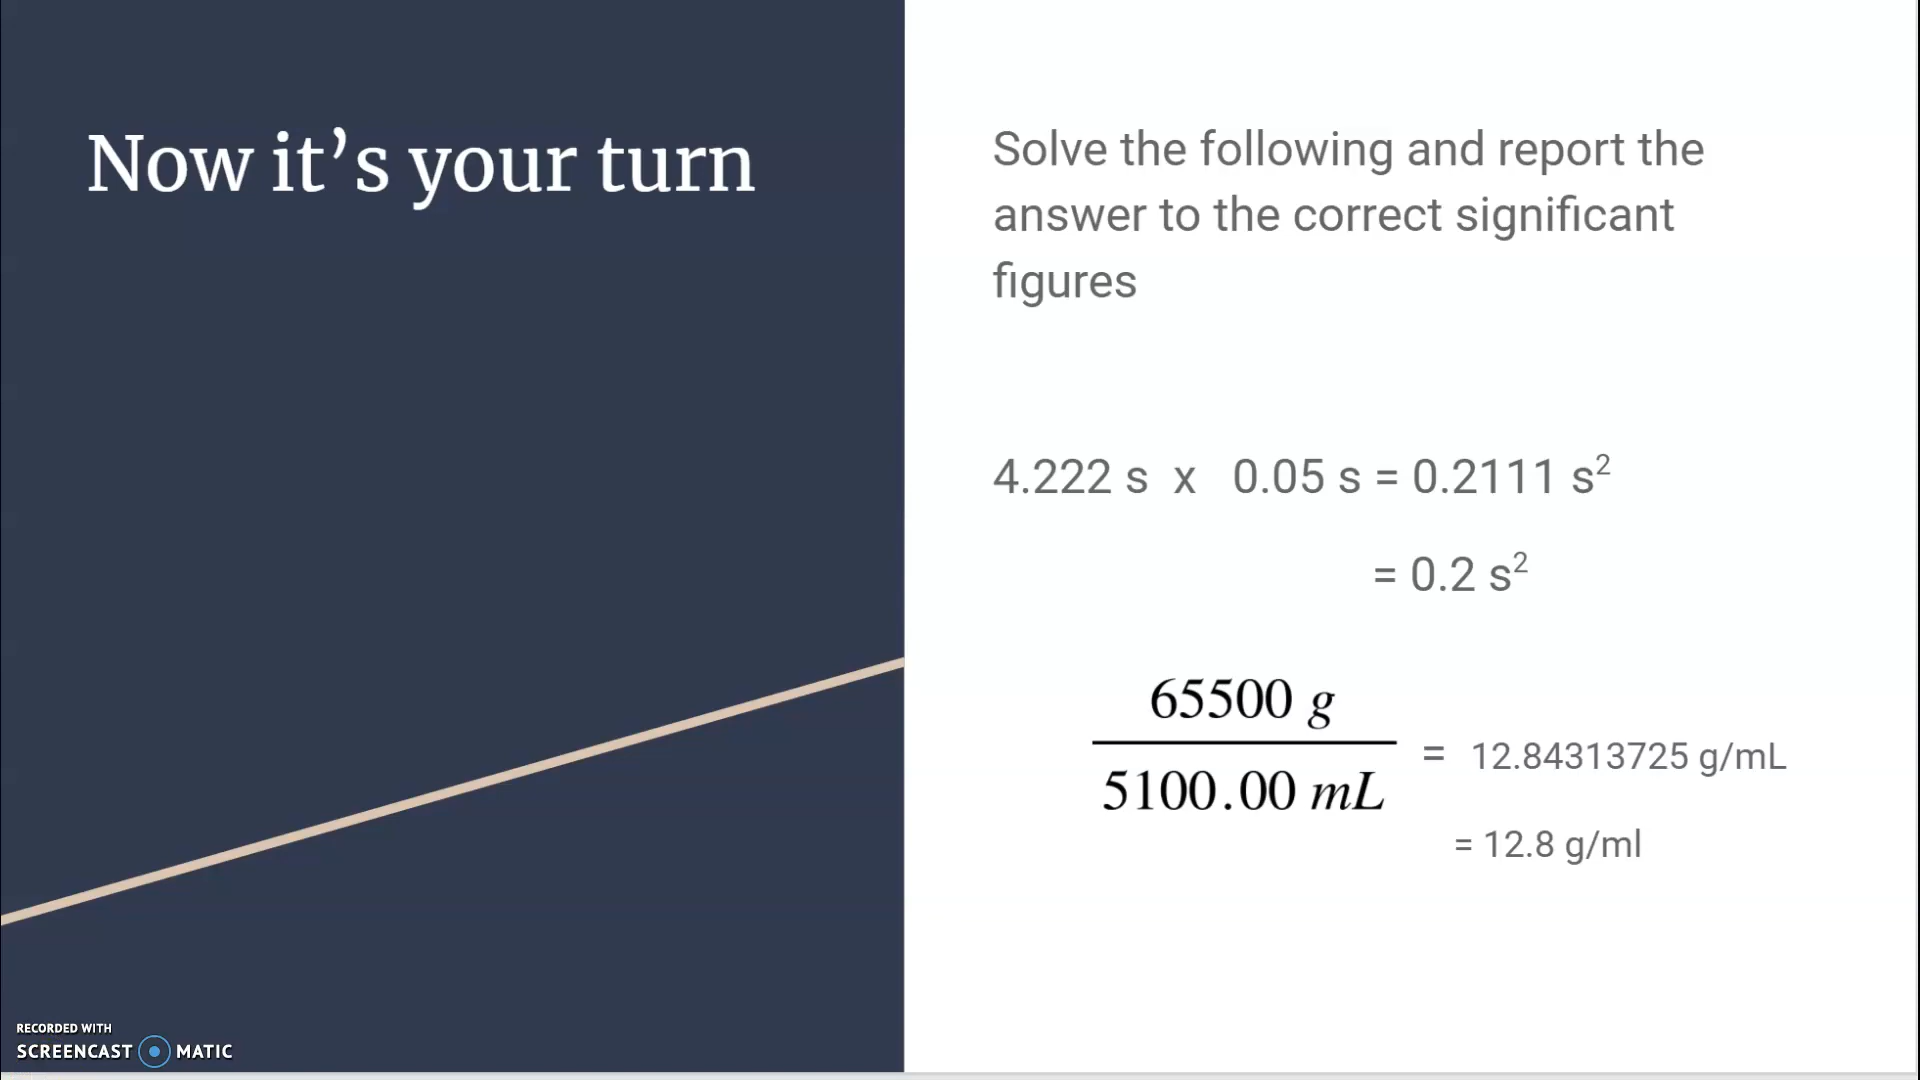 Now it’s your turn
Solve the following and report the
answer to the correct significant
figures
4.222 s x 0.05 s = 0.2111 s²
= 0.2 s²
65500 g
5100.00 mL
= 12.84313725 g/mL
= 12.8 g/ml
RECORDED WITH
SCREENCAST MATIC